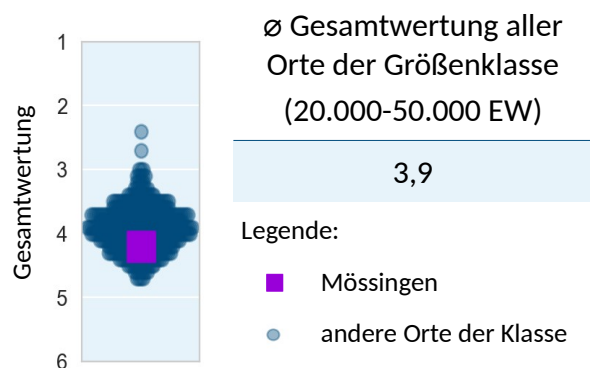 Gesamtwertung
1
2
3
4
5
6
⌀ Gesamtwertung aller
Orte der Größenklasse
(20.000-50.000 EW)
3,9
Legende:
Mössingen
andere Orte der Klasse